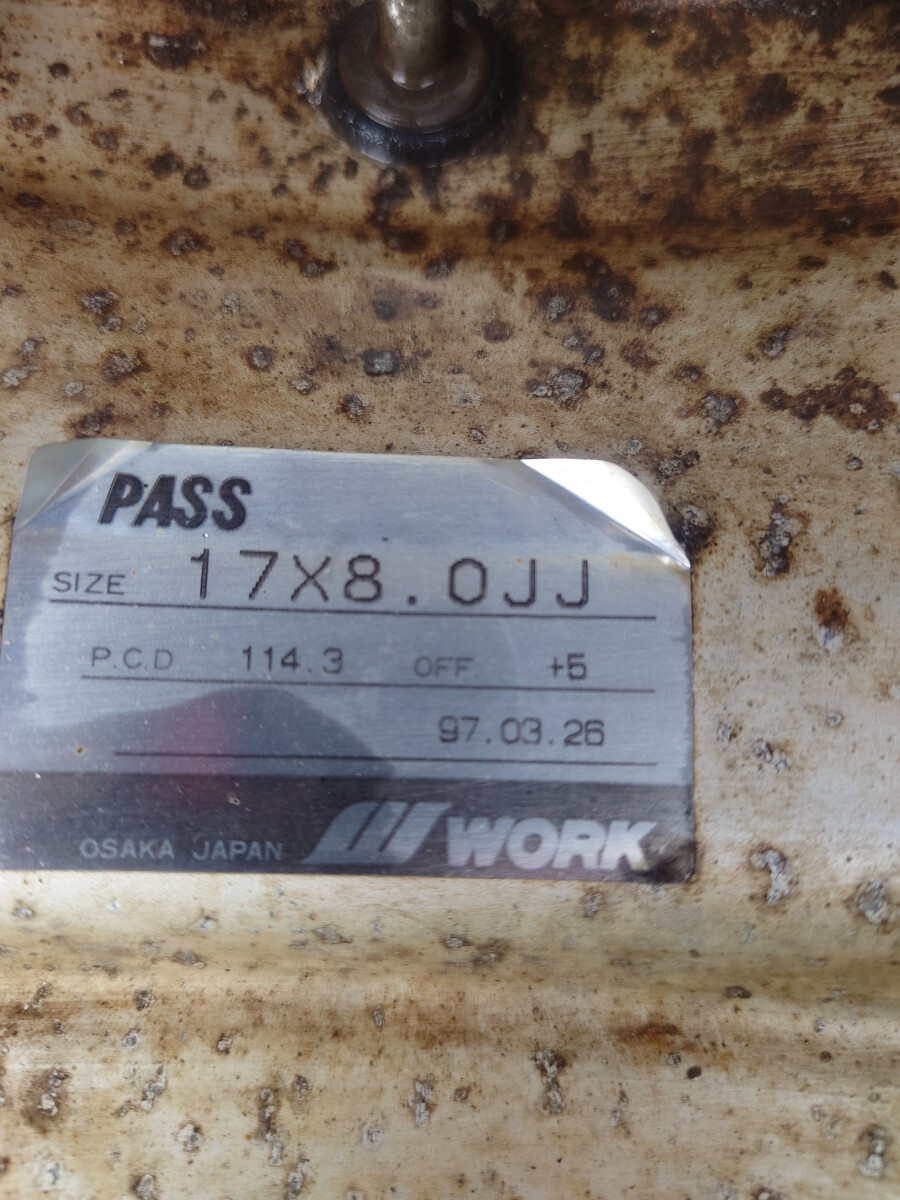 PASS
SIZE 17X8.0JJ
P.C.D 114.3 OFF +5
97.03.26
OSAKA JAPAN WORK